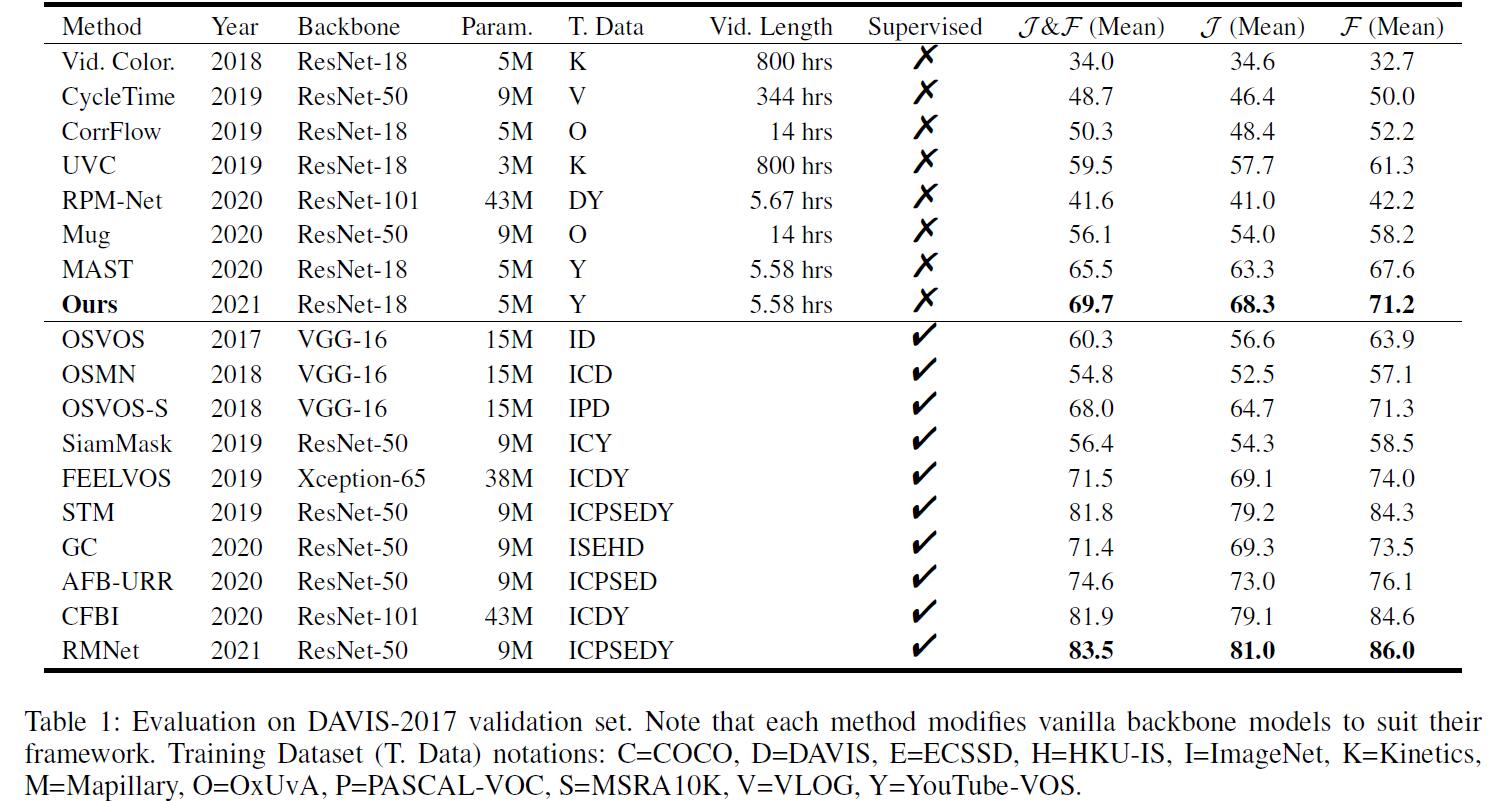 Method Year Backbone Param. T. Data Vid. Length Supervised J&F (Mean) J (Mean) F (Mean)
Vid. Color. 2018 ResNet-18 5M K 800 hrs ✗ 34.0 34.6 32.7
CycleTime 2019 ResNet-50 9M V 344 hrs ✗ 48.7 46.4 50.0
CorrFlow 2019 ResNet-18 5M O 14 hrs ✗ 50.3 48.4 52.2
UVC 2019 ResNet-18 3M K 800 hrs ✗ 59.5 57.7 61.3
RPM-Net 2020 ResNet-101 43M DY 5.67 hrs ✗ 41.6 41.0 42.2
Mug 2020 ResNet-50 9M O 14 hrs ✗ 56.1 54.0 58.2
MAST 2020 ResNet-18 5M Y 5.58 hrs ✗ 65.5 63.3 67.6
Ours 2021 ResNet-18 5M Y 5.58 hrs ✗ 69.7 68.3 71.2
OSVOS 2017 VGG-16 15M ID ✔ 60.3 56.6 63.9
OSMN 2018 VGG-16 15M ICD ✔ 54.8 52.5 57.1
OSVOS-S 2018 VGG-16 15M IPD ✔ 68.0 64.7 71.3
SiamMask 2019 ResNet-50 9M ICY ✔ 56.4 54.3 58.5
FEELVOS 2019 Xception-65 38M ICDY ✔ 71.5 69.1 74.0
STM 2019 ResNet-50 9M ICPSEDY ✔ 81.8 79.2 84.3
GC 2020 ResNet-50 9M ISEHD ✔ 71.4 69.3 73.5
AFB-URR 2020 ResNet-50 9M ICPSED ✔ 74.6 73.0 76.1
CFBI 2020 ResNet-101 43M ICDY ✔ 81.9 79.1 84.6
RMNet 2021 ResNet-50 9M ICPSEDY ✔ 83.5 81.0 86.0
Table 1: Evaluation on DAVIS-2017 validation set. Note that each method modifies vanilla backbone models to suit their
framework. Training Dataset (T. Data) notations: C=COCO, D=DAVIS, E=ECSSD, H=HKU-IS, I=ImageNet, K=Kinetics,
M=Mapillary, O=OxUvA, P=PASCAL-VOC, S=MSRA10K, V=VLOG, Y=YouTube-VOS.